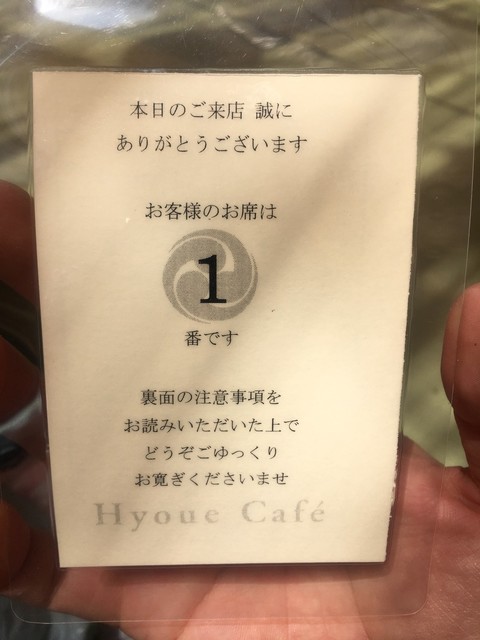 本日のご来店 誠に
ありがとうございます
お客様のお席は
1
番です
裏面の注意事項を
お読みいただいた上で
どうぞごゆっくり
お寛ぎくださいませ
Hyoue Café